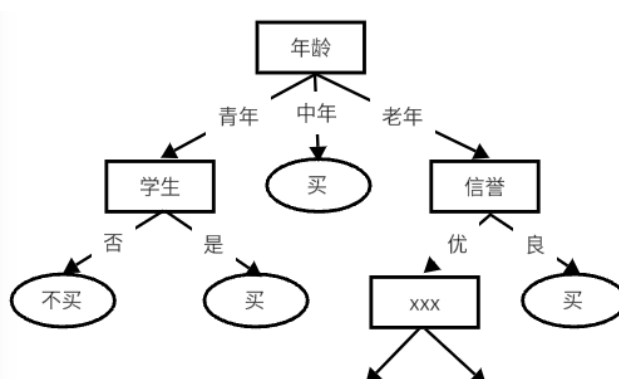 年龄
青年 中年 老年
学生 买 信誉
否 是 优 良
不买 买 xxx 买